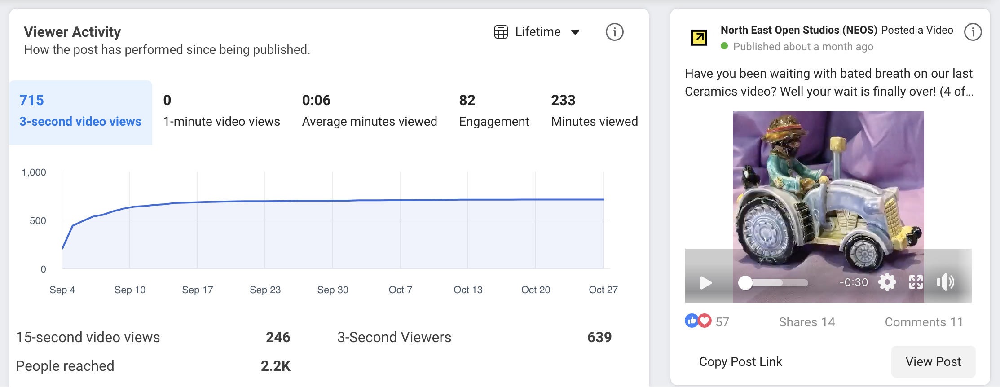 Viewer Activity
Lifetime
How the post has performed since being published.
715
3-second video views
0
1-minute video views
0:06
Average minutes viewed
82
Engagement
233
Minutes viewed
1,000
500
0
Sep 4
Sep 10
Sep 17
Sep 23
Sep 30
Oct 7
Oct 13
Oct 20
Oct 27
15-second video views 246
3-Second Viewers 639
People reached 2.2K
North East Open Studios (NEOS) Posted a Video
Published about a month ago
Have you been waiting with bated breath on our last
Ceramics video? Well your wait is finally over! (4 of...
-0:30
57 Shares 14 Comments 11
Copy Post Link View Post